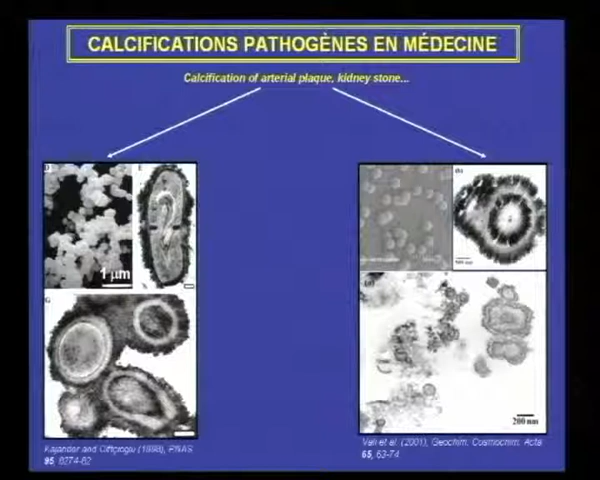 CALCIFICATIONS PATHOGÈNES EN MÉDECINE
Calcification of arterial plaque, kidney stone...
1 µm
G
200 nm
Kajander and Çiftçioglu (1998), PNAS
95, 8274-82
Vali et al. (2001), Geochim. Cosmochim. Acta
65, 63-74